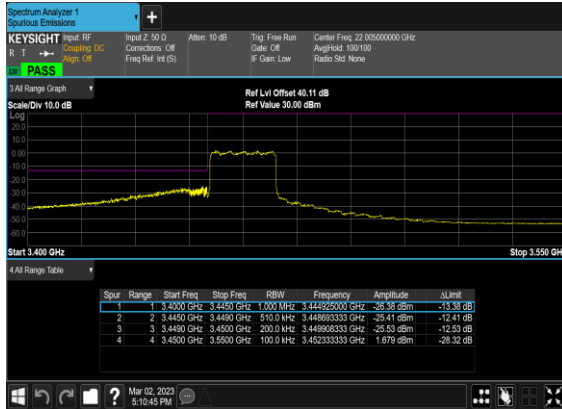 Spectrum Analyzer 1
Spurious Emissions
+
KEYSIGHT Input: RF Input Z: 50 Ω Atten: 10 dB Trig: Free Run Center Freq: 22.005000000 GHz
R T Coupling: DC Corrections: Off Gate: Off Avg|Hold: 100/100
Align: Off Freq Ref: Int (S) IF Gain: Low Radio Std: None
PASS
3 All Range Graph
Ref Lvl Offset 40.11 dB
Scale/Div 10.0 dB Ref Value 30.00 dBm
Log
20.0
10.0
0.00
-10.0
-20.0
-30.0
-40.0
-50.0
-60.0
Start 3.400 GHz Stop 3.550 GH
4 All Range Table
Spur Range Start Freq Stop Freq RBW Frequency Amplitude ΔLimit
1 1 3.4000 GHz 3.4450 GHz 1.000 MHz 3.444925000 GHz -26.38 dBm -13.38 dB
2 2 3.4450 GHz 3.4490 GHz 510.0 kHz 3.448693333 GHz -25.41 dBm -12.41 dB
3 3 3.4490 GHz 3.4500 GHz 200.0 kHz 3.449908333 GHz -25.53 dBm -12.53 dB
4 4 3.4500 GHz 3.5500 GHz 100.0 kHz 3.452333333 GHz 1.679 dBm -28.32 dB
?
Mar 02, 2023
5:10:45 PM